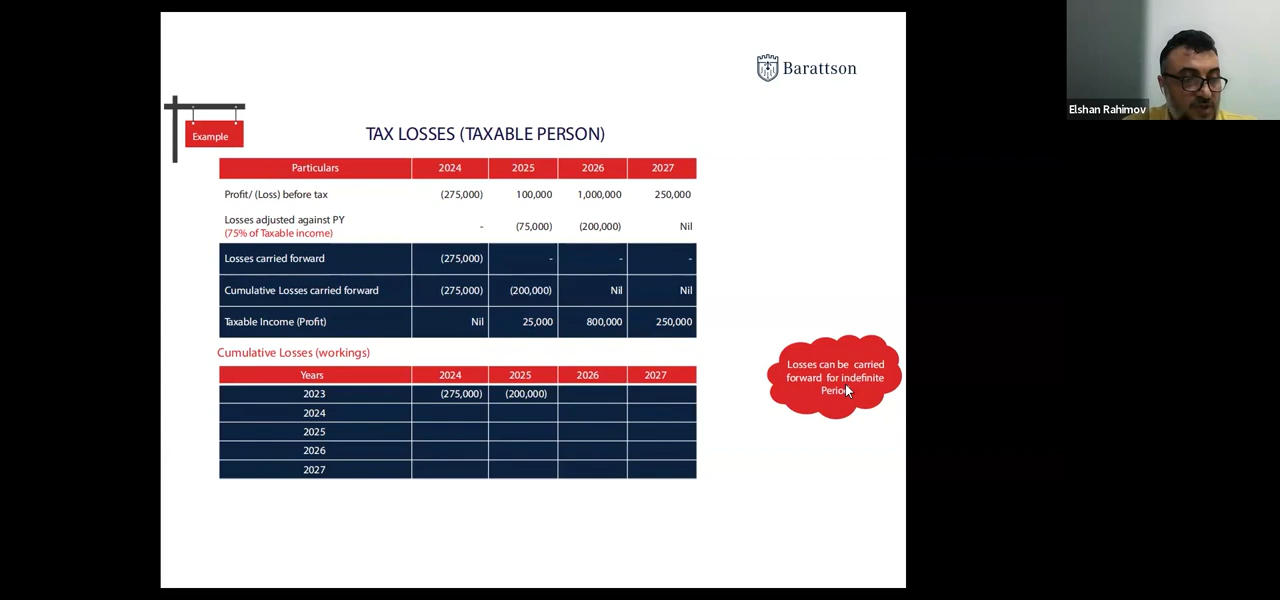 Barattson
Elshan Rahimov
Example
TAX LOSSES (TAXABLE PERSON)
Particulars 2024 2025 2026 2027
Profit/ (Loss) before tax (275,000) 100,000 1,000,000 250,000
Losses adjusted against PY
(75% of Taxable income) - (75,000) (200,000) Nil
Losses carried forward (275,000) - - -
Cumulative Losses carried forward (275,000) (200,000) Nil Nil
Taxable Income (Profit) Nil 25,000 800,000 250,000
Cumulative Losses (workings)
Years 2024 2025 2026 2027
2023 (275,000) (200,000)
2024
2025
2026
2027
Losses can be carried
forward for indefinite